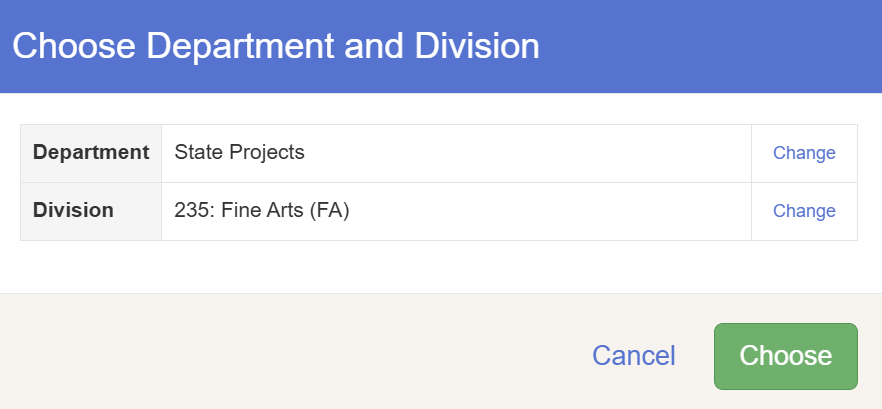 Choose Department and Division
Department State Projects Change
Division 235: Fine Arts (FA) Change
Cancel Choose